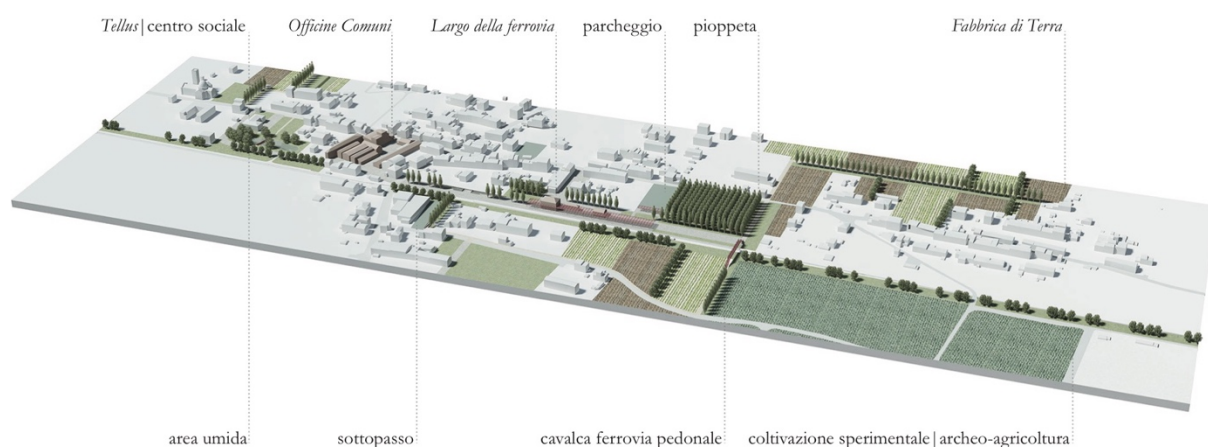 Tellus|centro sociale
Officine Comuni
Largo della ferrovia
parcheggio
pioppeta
Fabbrica di Terra
area umida
sottopasso
cavalca ferrovia pedonale
coltivazione sperimentale|archeo-agricoltura